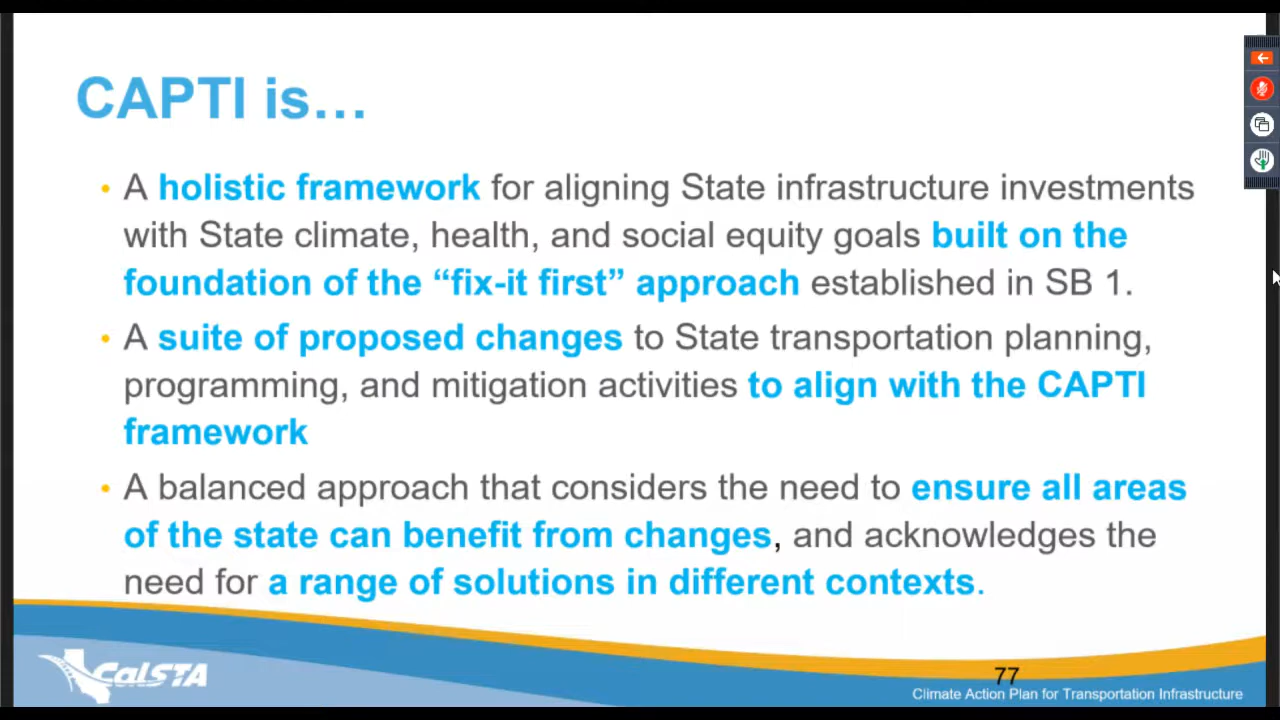 CAPTI is…
• A holistic framework for aligning State infrastructure investments
with State climate, health, and social equity goals built on the
foundation of the “fix-it first” approach established in SB 1.
• A suite of proposed changes to State transportation planning,
programming, and mitigation activities to align with the CAPTI
framework
• A balanced approach that considers the need to ensure all areas
of the state can benefit from changes, and acknowledges the
need for a range of solutions in different contexts.
CalSTA
77
Climate Action Plan for Transportation Infrastructure